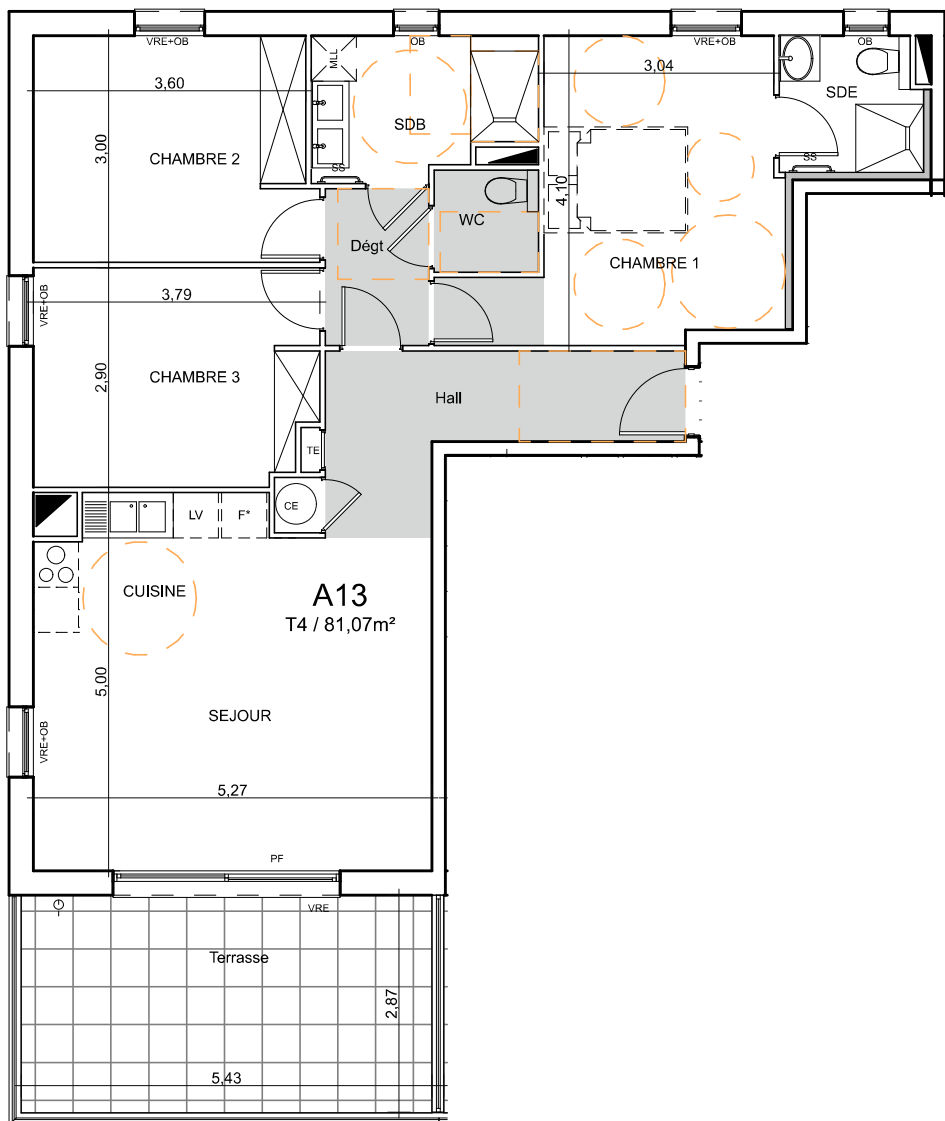 VRE+OB
OB
VRE+OB
OB
MLL
3,60
3,04
SDE
SDB
3,00
CHAMBRE 2
SS
SS
4,10
WC
Dégt
CHAMBRE 1
VRE+OB
3,79
CHAMBRE 3
2,90
Hall
TE
CE
LV
F*
CUISINE
A13
T4 / 81,07m²
5,00
SEJOUR
VRE+OB
5,27
PF
VRE
Terrasse
2,87
5,43